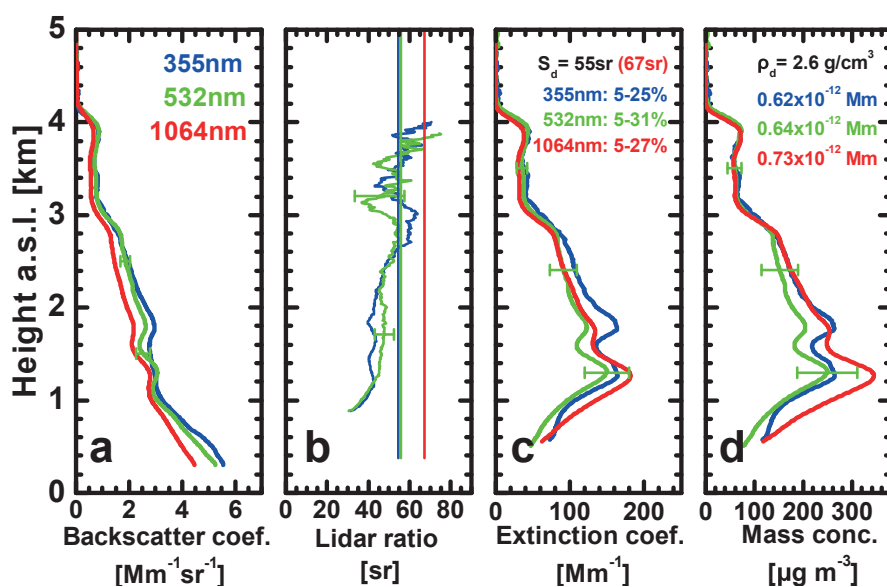 355nm
532nm
1064nm
S_d = 55sr (67sr)
355nm: 5-25%
532nm: 5-31%
1064nm: 5-27%
ρ_d = 2.6 g/cm³
0.62x10⁻¹² Mm
0.64x10⁻¹² Mm
0.73x10⁻¹² Mm
Height a.s.l. [km]
5
4
3
2
1
0
a
b
c
d
0 2 4 6
0 20 40 60 80
0 100 200
0 100 200 300
Backscatter coef.
[Mm⁻¹sr⁻¹]
Lidar ratio
[sr]
Extinction coef.
[Mm⁻¹]
Mass conc.
[µg m⁻³]